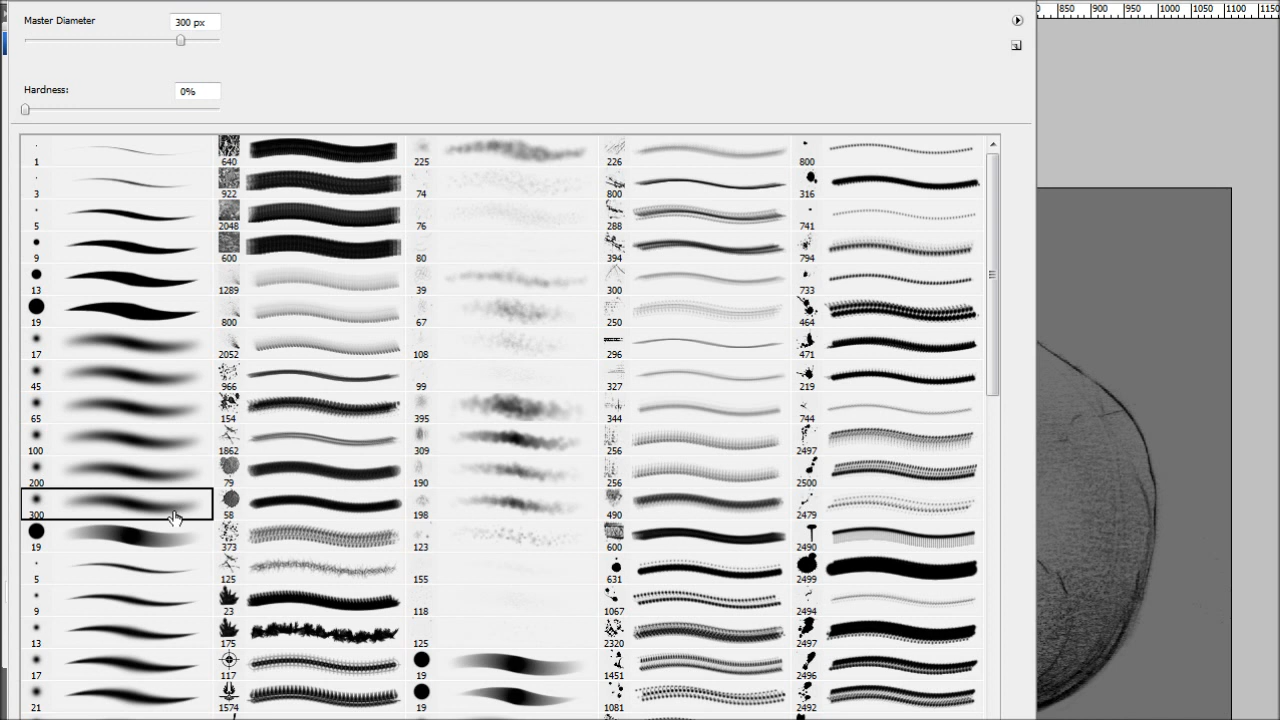 Master Diameter 300 px
850 900 950 1000 1050 1100 1150
Hardness: 0%
1 640 225 226 800
3 922 74 800 316
5 2048 76 288 741
9 600 80 394 794
13 1289 39 300 733
19 800 67 250 464
17 2052 108 296 471
45 966 99 327 219
65 154 395 344 744
100 1862 309 256 2497
200 79 190 256 2500
300 58 198 490 2479
19 373 123 600 2490
5 125 155 631 2499
9 23 118 1067 2494
13 175 125 2320 2497
17 117 19 1451 2496
21 1574 19 1081 2492